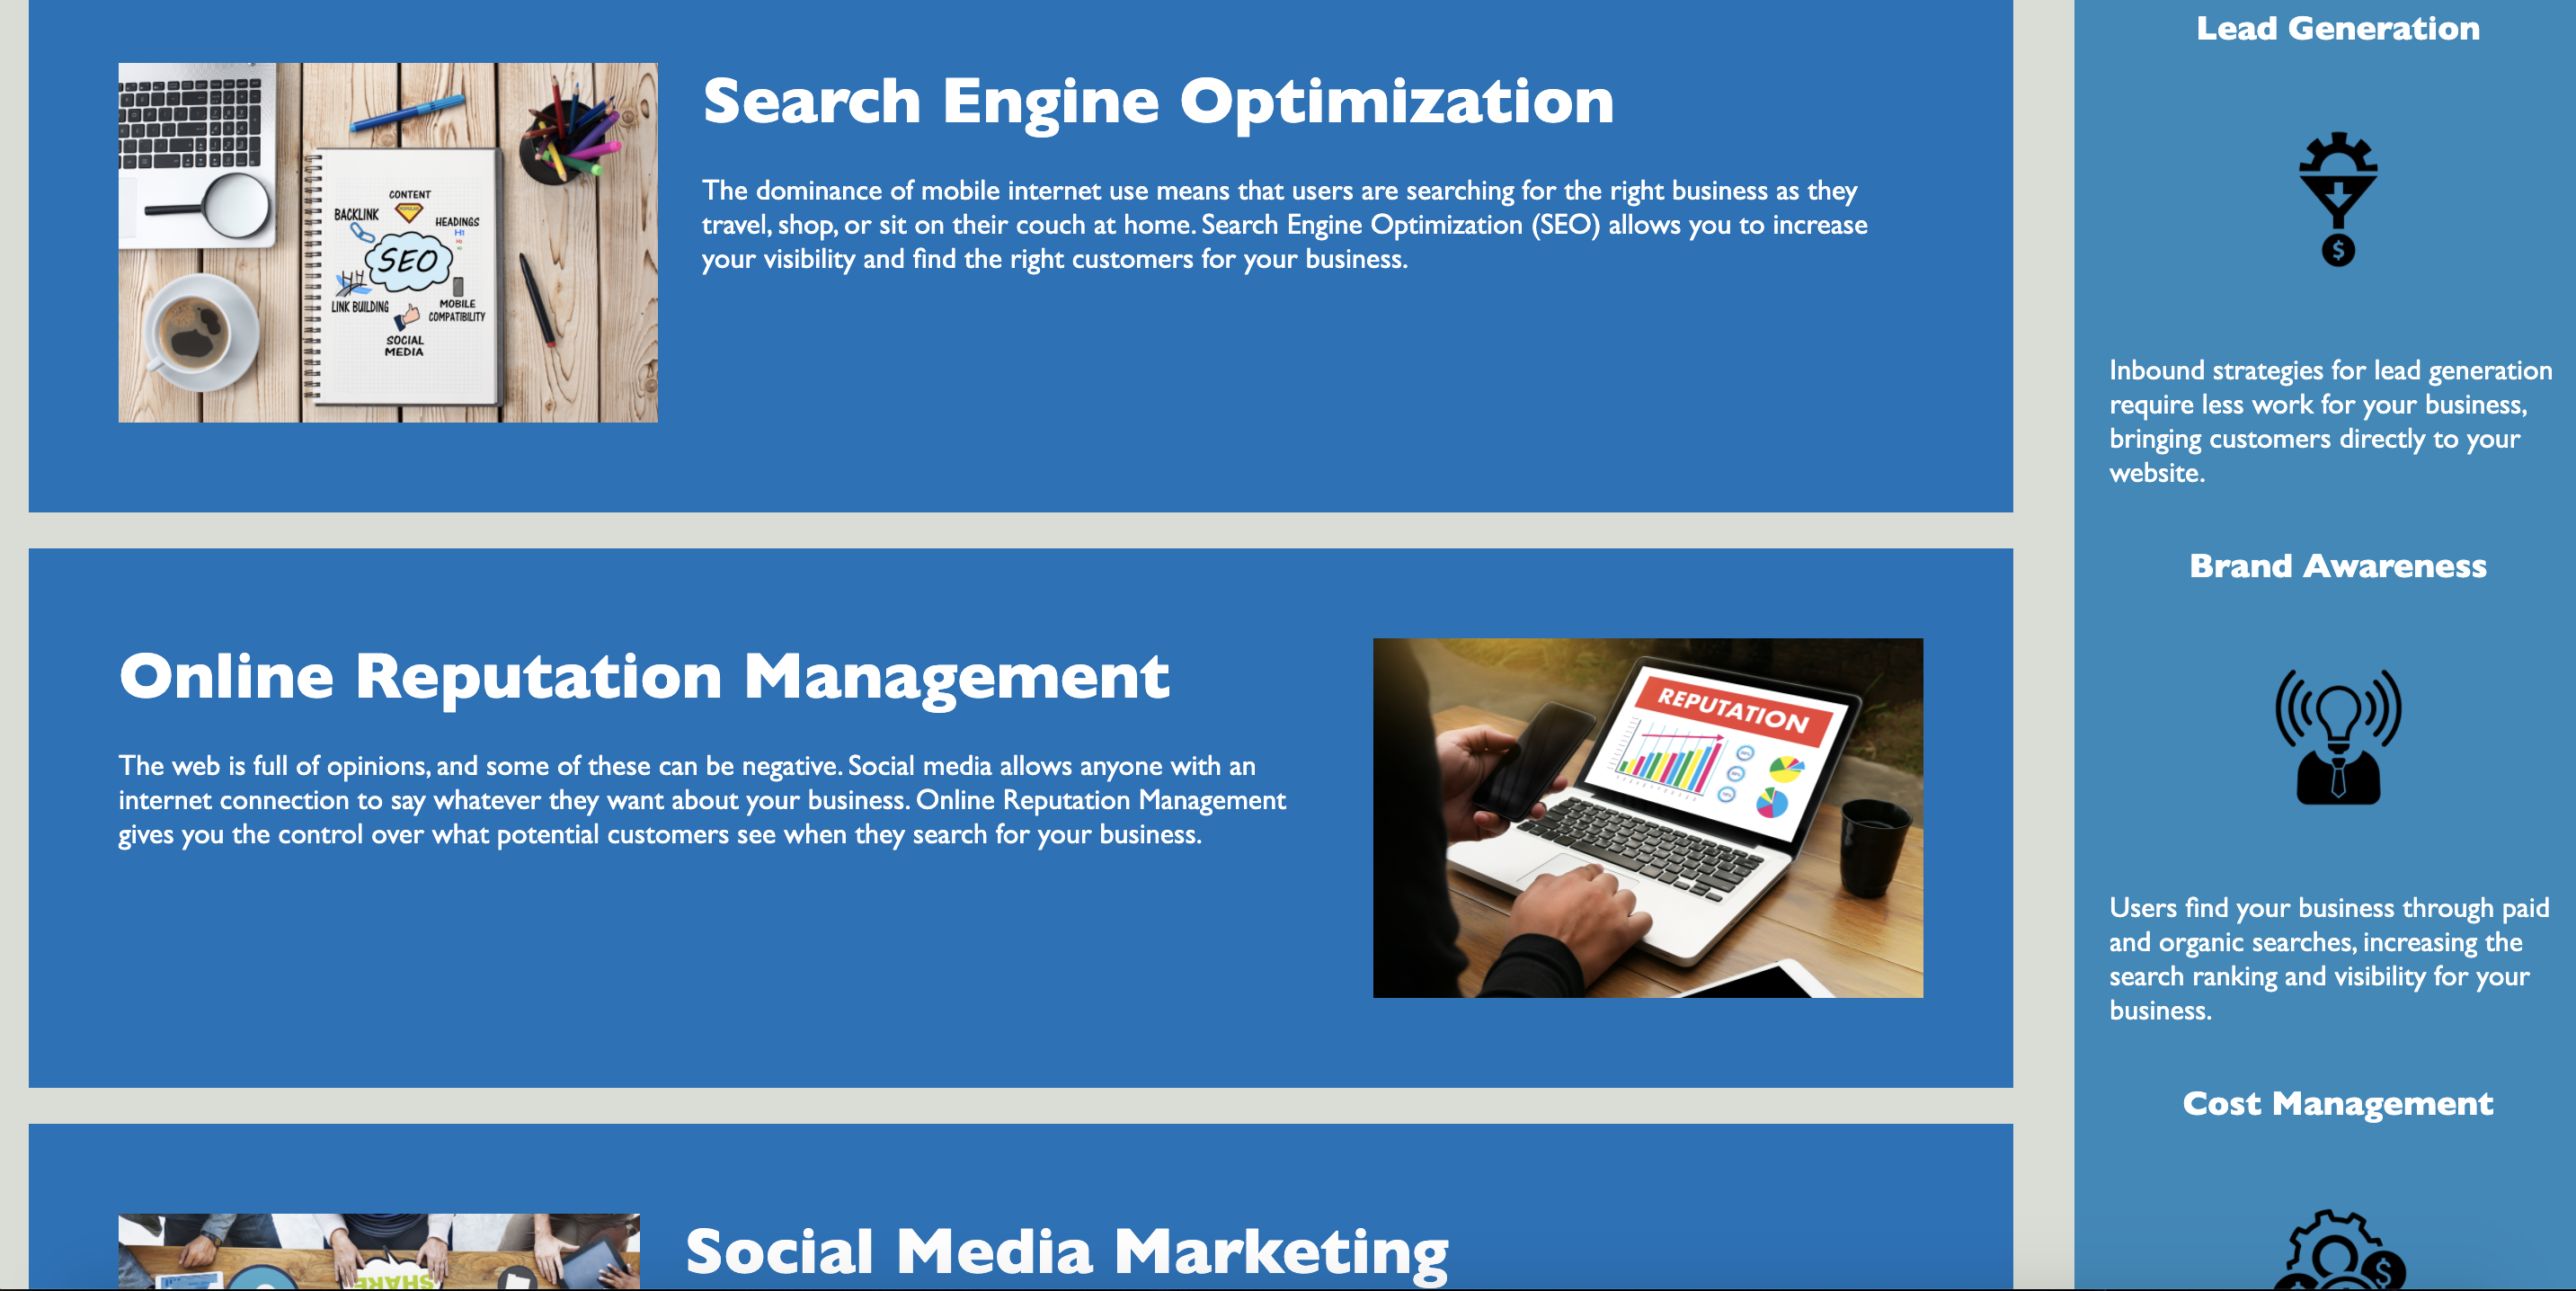 Search Engine Optimization
The dominance of mobile internet use means that users are searching for the right business as they
travel, shop, or sit on their couch at home. Search Engine Optimization (SEO) allows you to increase
your visibility and find the right customers for your business.
CONTENT
BACKLINK
HEADINGS
H1
SEO
LINK BUILDING
MOBILE
COMPATIBILITY
SOCIAL
MEDIA
Online Reputation Management
The web is full of opinions, and some of these can be negative. Social media allows anyone with an
internet connection to say whatever they want about your business. Online Reputation Management
gives you the control over what potential customers see when they search for your business.
REPUTATION
Social Media Marketing
SHARE
Lead Generation
$
Inbound strategies for lead generation
require less work for your business,
bringing customers directly to your
website.
Brand Awareness
Users find your business through paid
and organic searches, increasing the
search ranking and visibility for your
business.
Cost Management
$